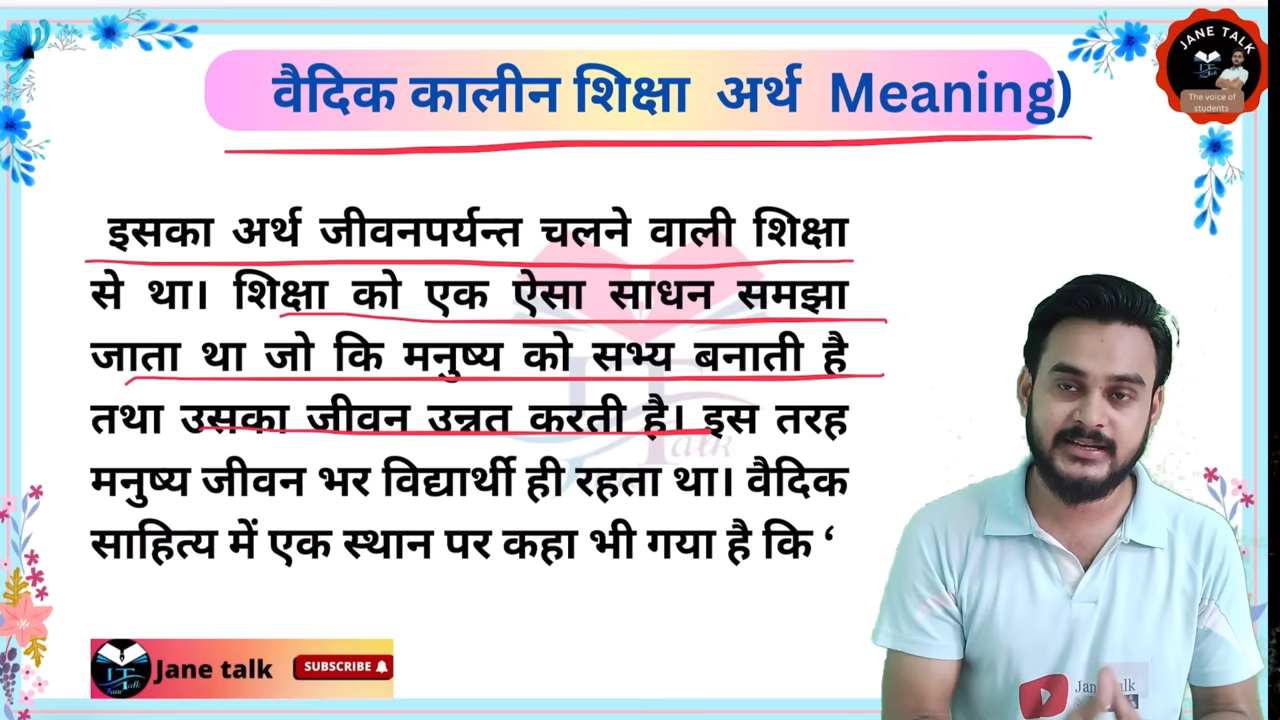 वैदिक कालीन शिक्षा अर्थ Meaning)
JANE TALK
The voice of
students
इसका अर्थ जीवनपर्यन्त चलने वाली शिक्षा
से था। शिक्षा को एक ऐसा साधन समझा
जाता था जो कि मनुष्य को सभ्य बनाती है
तथा उसका जीवन उन्नत करती है। इस तरह
मनुष्य जीवन भर विद्यार्थी ही रहता था। वैदिक
साहित्य में एक स्थान पर कहा भी गया है कि ‘
Jane talk
SUBSCRIBE